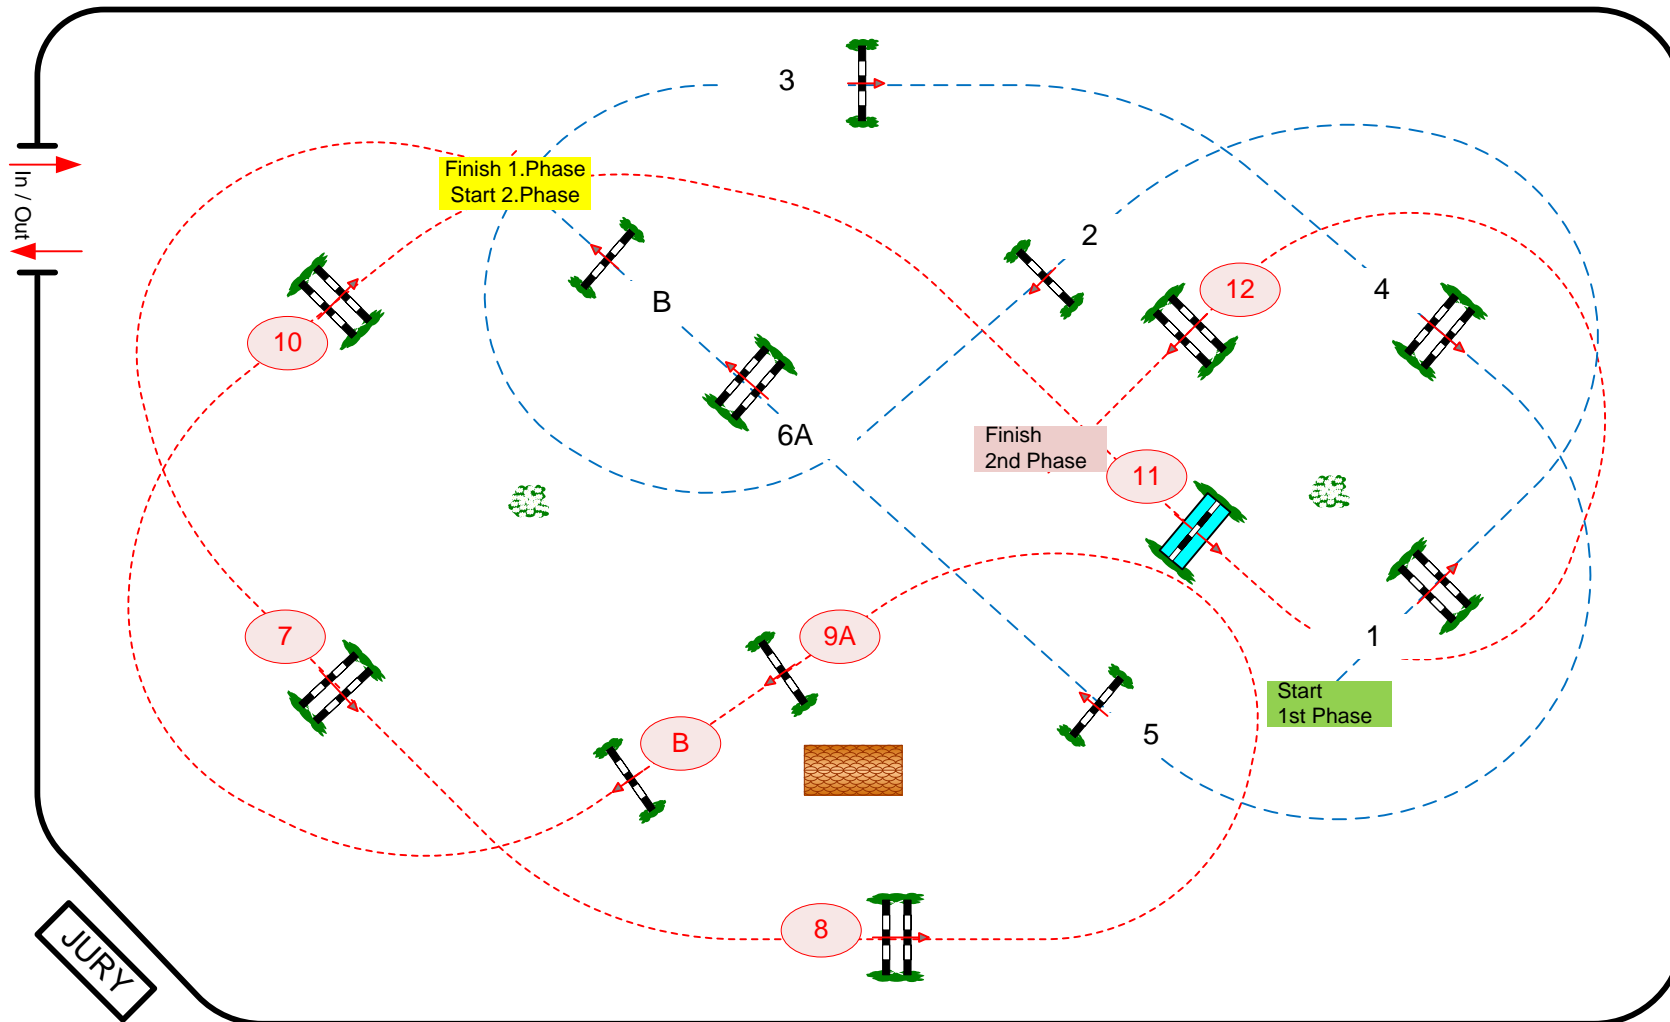 3
Finish 1.Phase
Start 2.Phase
In / Out
2
B
12
4
10
6A
Finish
2nd Phase
11
7
9A
1
Start
1st Phase
B
5
8
JURY